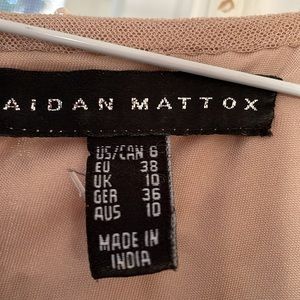 AIDAN MATTOX
US/CAN 6
EU 38
UK 10
GER 36
AUS 10
MADE IN
INDIA